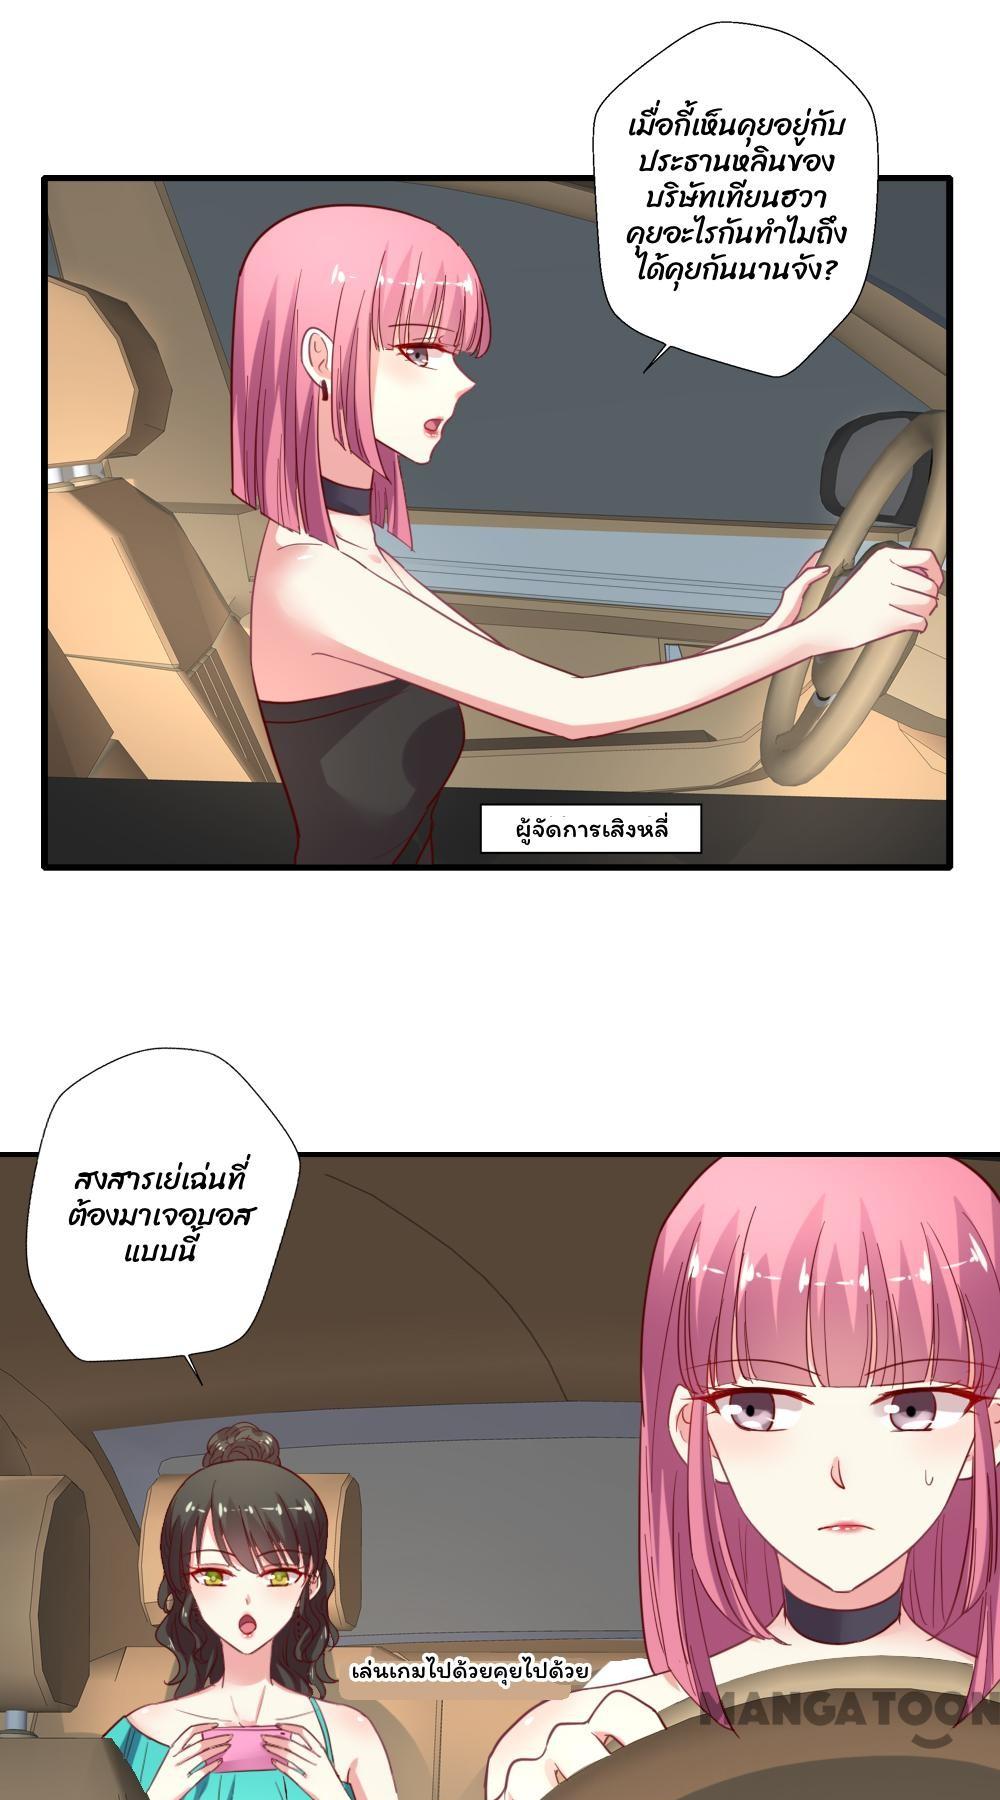 เมื่อกี้เห็นคุยอยู่กับ
ประธานหลินของ
บริษัทเทียนฮวา
คุยอะไรกันทำไมถึง
ได้คุยกันนานจัง?
ผู้จัดการเสิงหลี่
สงสารเย่เฉ่นที่
ต้องมาเจอบอส
แบบนี้
เล่นเกมไปด้วยคุยไปด้วย
MANGATOON